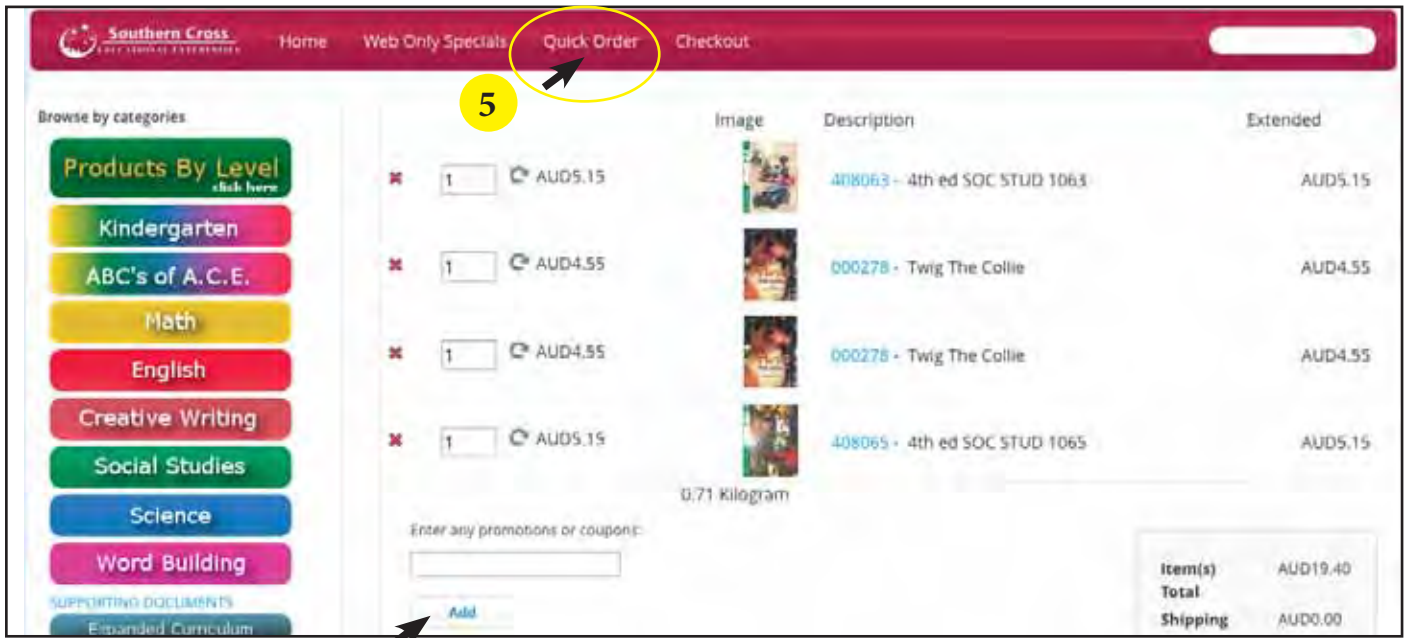 Southern Cross
Home Web Only Specials Quick Order Checkout
5
Browse by categories
Products By Level
click here
Kindergarten
ABC's of A.C.E.
Math
English
Creative Writing
Social Studies
Science
Word Building
SUPPORTING DOCUMENTS
Expanded Curriculum
Image Description Extended
1 AUD5.15 408063 - 4th ed SOC STUD 1063 AUD5.15
1 AUD4.55 000278 - Twig The Collie AUD4.55
1 AUD4.55 000278 - Twig The Collie AUD4.55
1 AUD5.15 408065 - 4th ed SOC STUD 1065 AUD5.15
0.71 Kilogram
Enter any promotions or coupons:
Add
Item(s) Total AUD19.40
Shipping AUD0.00